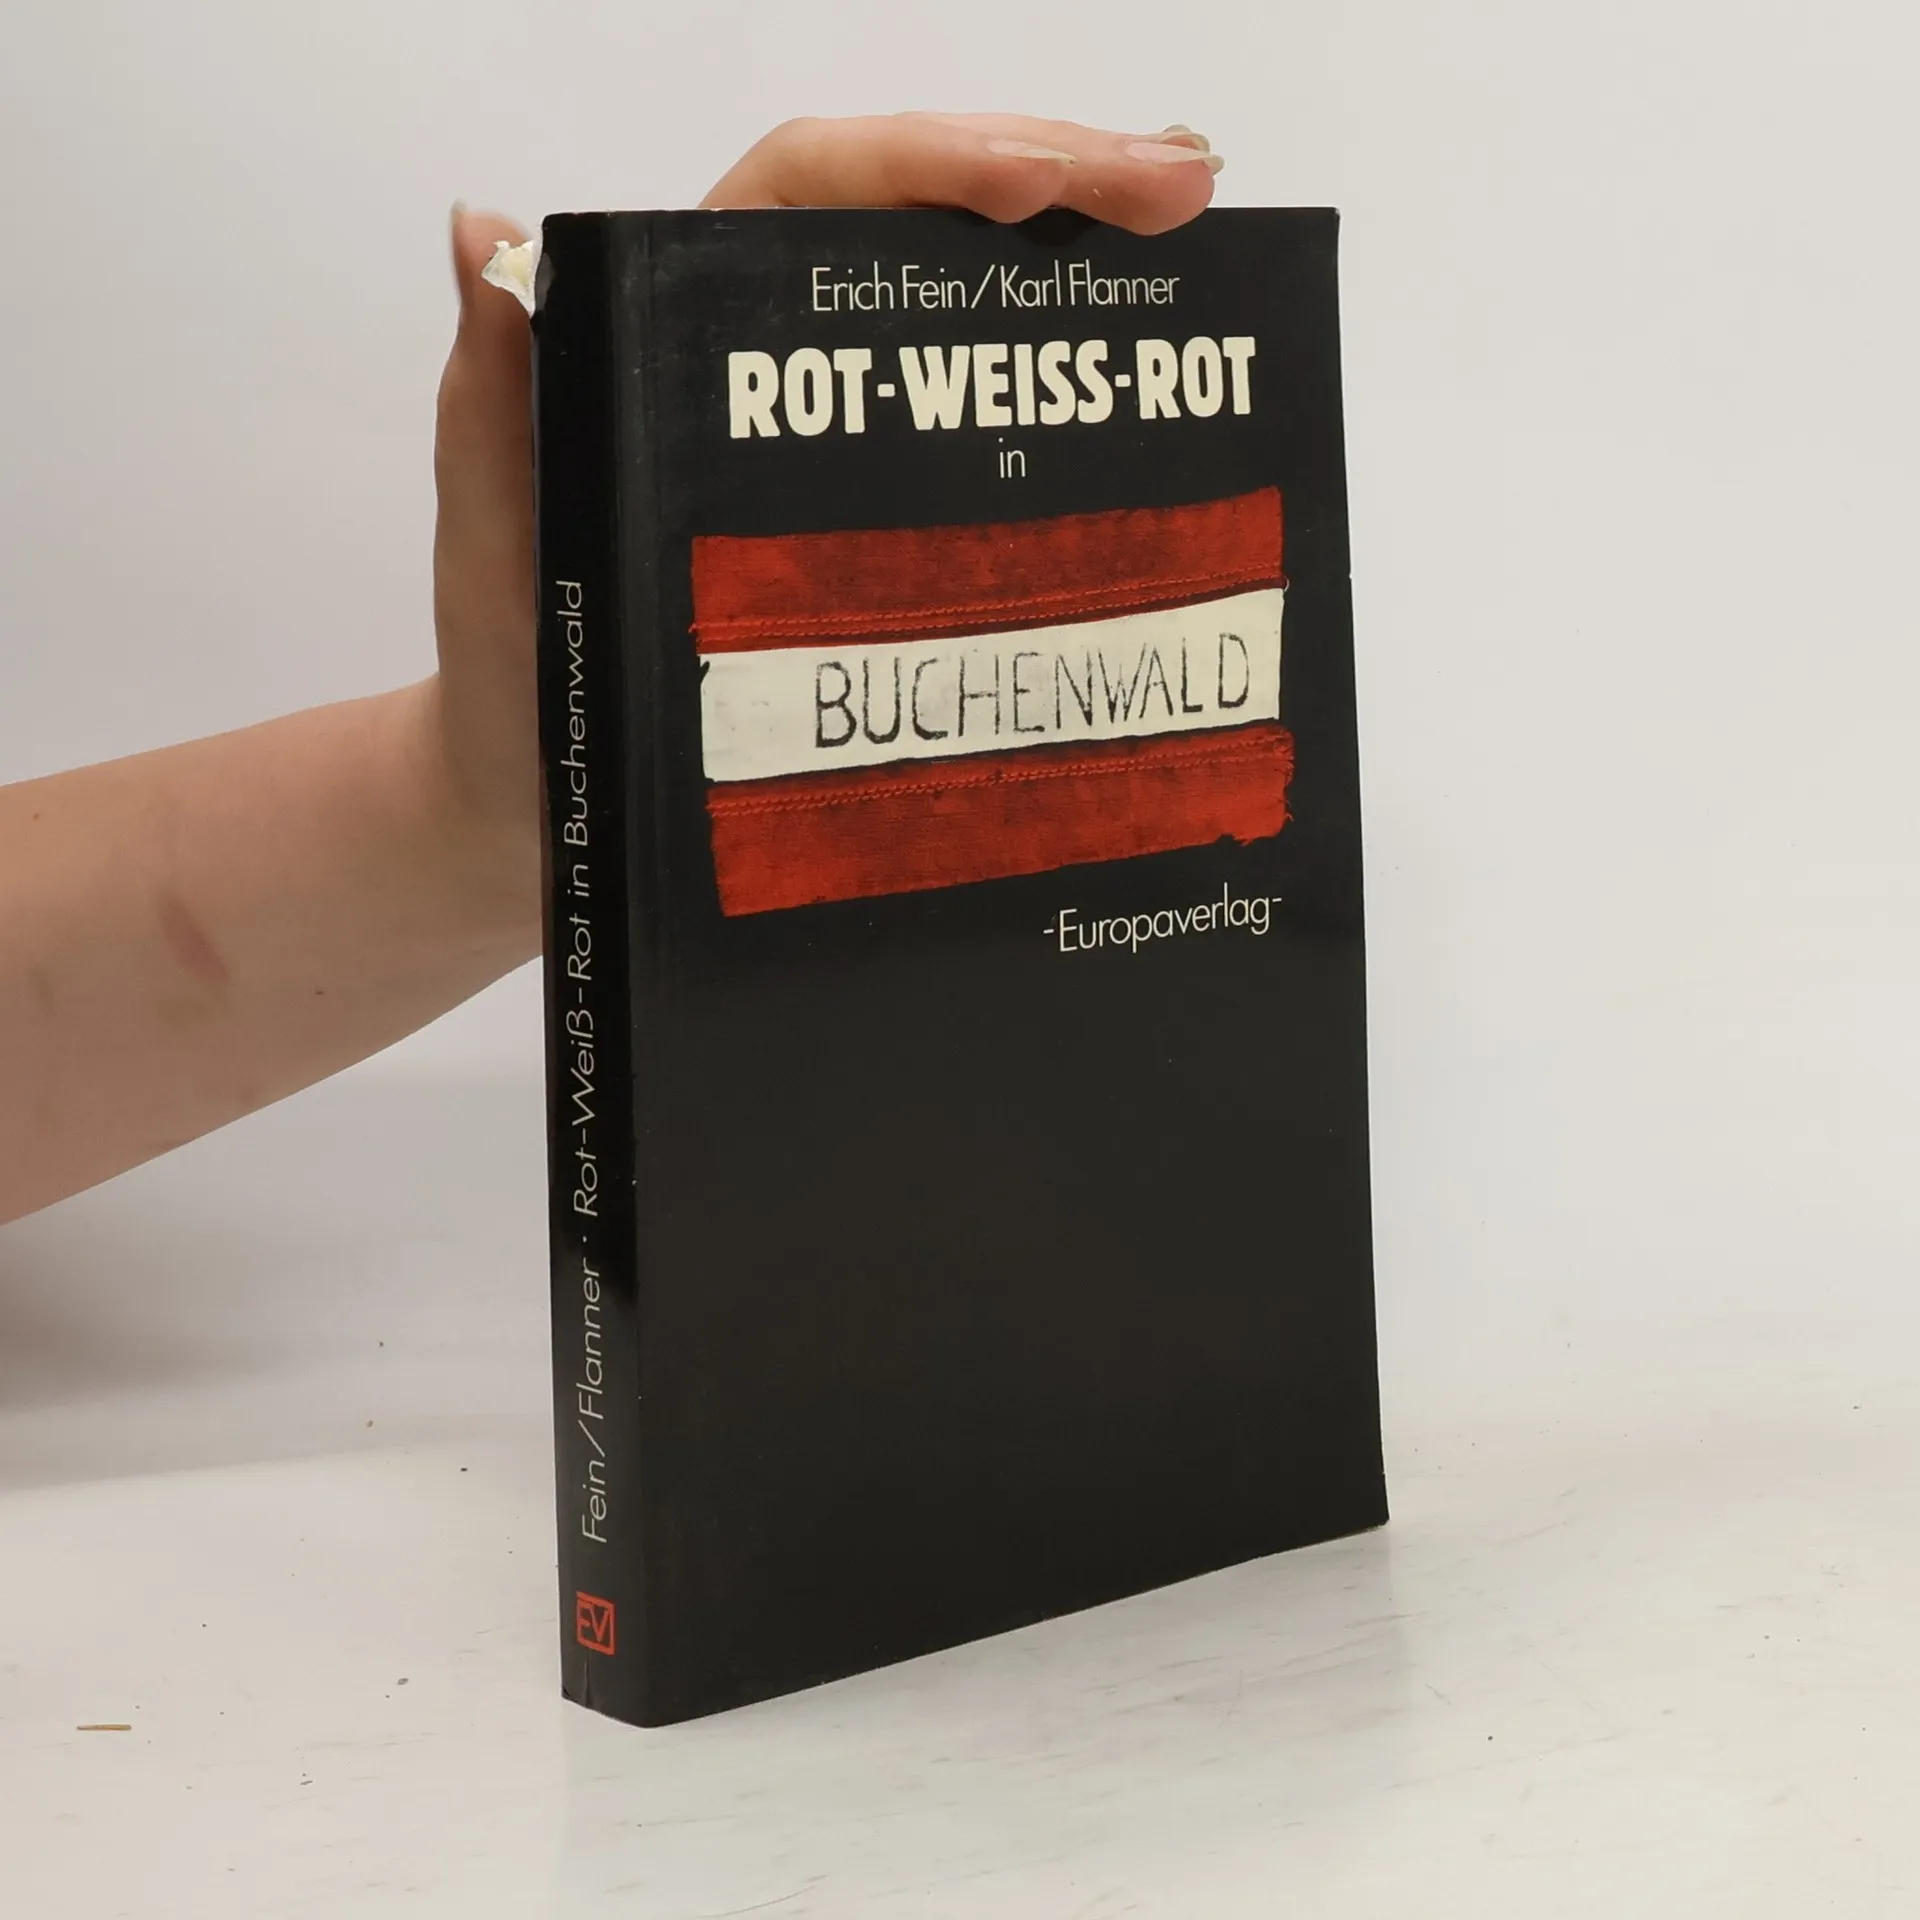 Erich Fein/Karl Flanner
ROT-WEISS-ROT
in
BUCHENWALD
-Europaverlag-
Fein/Flanner · Rot-Weiß-Rot in Buchenwald
EV